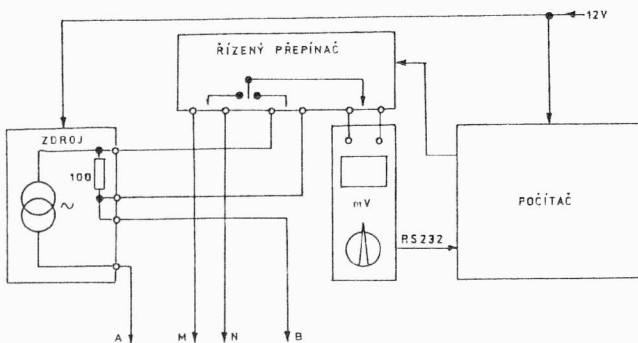 12V
ŘÍZENÝ PŘEPÍNAČ
ZDROJ
100
mV
RS232
POČÍTAČ
A
M
N
B